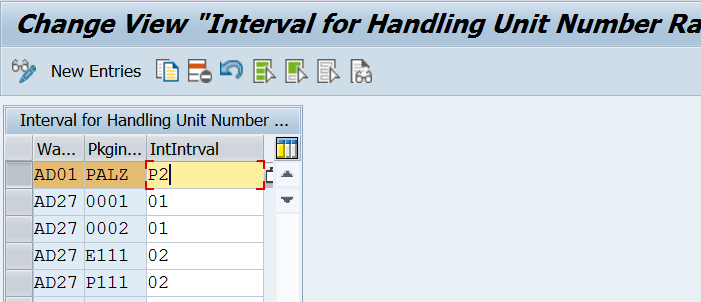 Change View "Interval for Handling Unit Number Ra
New Entries
Interval for Handling Unit Number ...
Wa... Pkgin... IntIntrval
AD01 PALZ P2
AD27 0001 01
AD27 0002 01
AD27 E111 02
AD27 P111 02